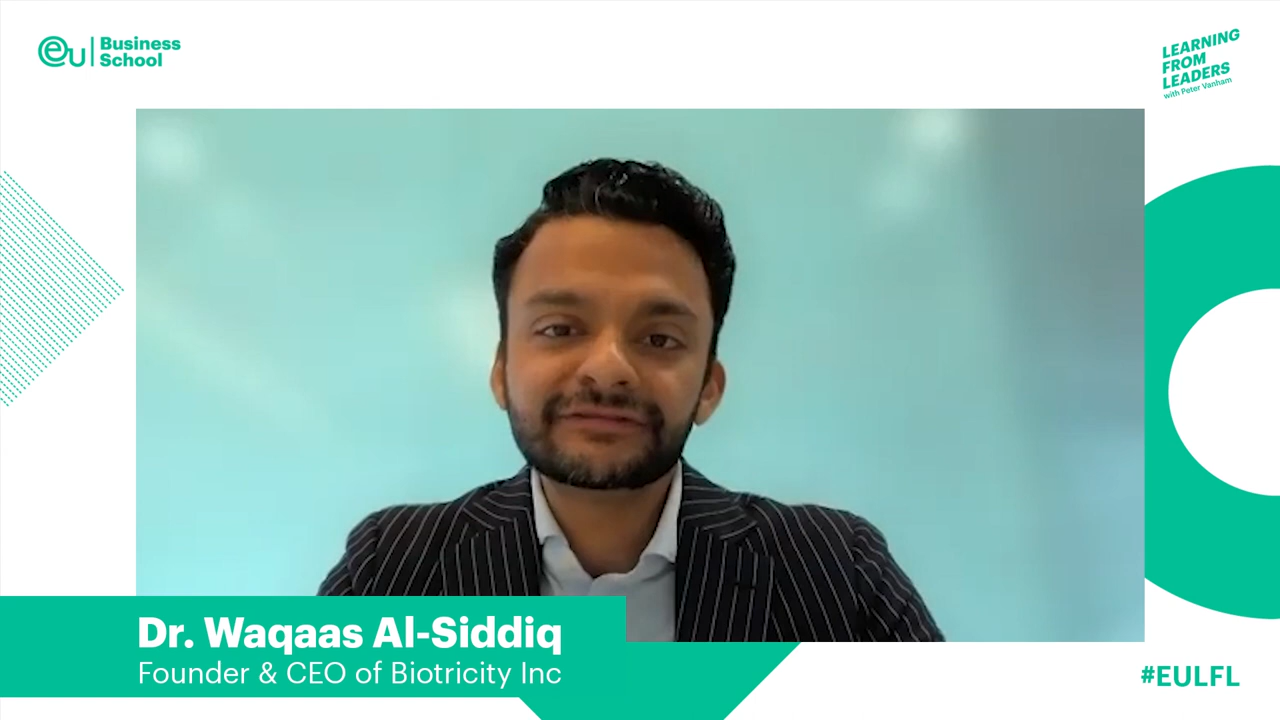 eu Business
School
LEARNING
FROM
LEADERS
with Peter Vanham
Dr. Waqaas Al-Siddiq
Founder & CEO of Biotricity Inc
#EULFL